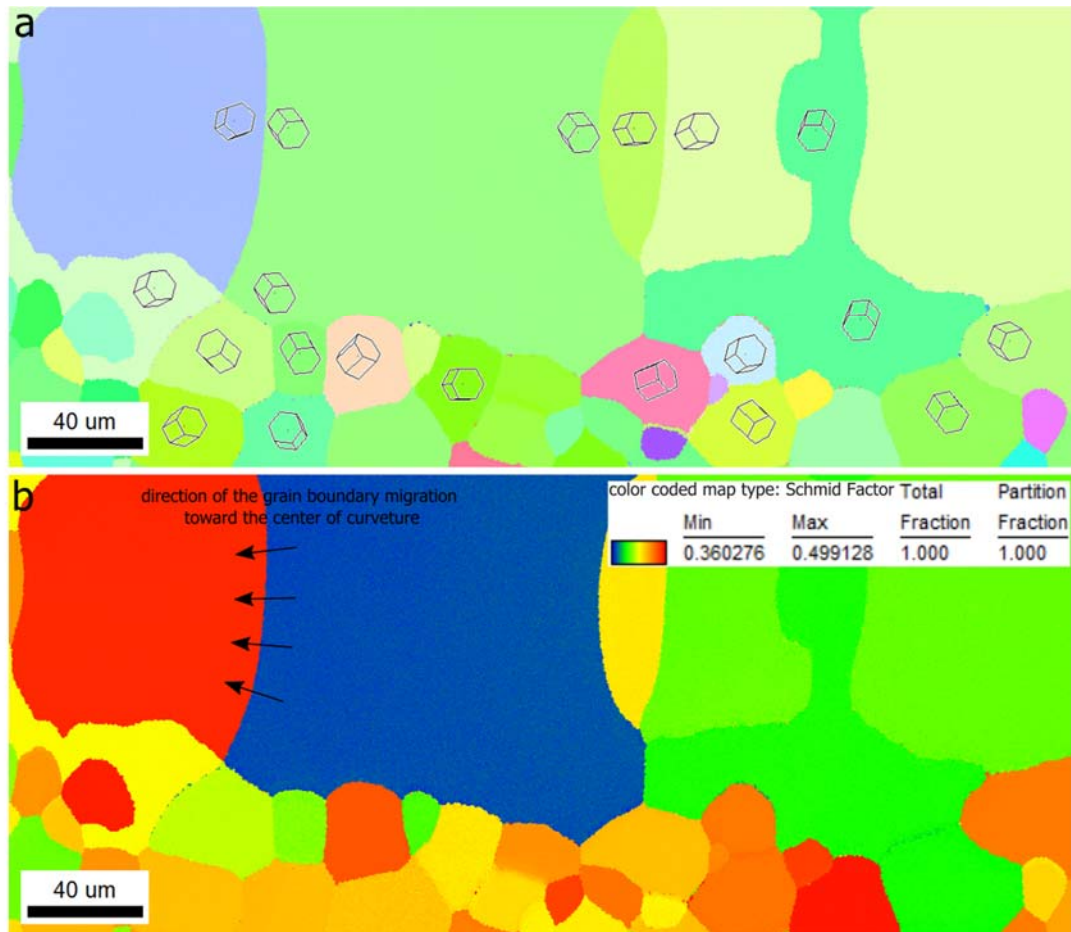 a
40 um
b
direction of the grain boundary migration
toward the center of curveture
color coded map type: Schmid Factor Total Partition
Min Max Fraction Fraction
0.360276 0.499128 1.000 1.000
40 um